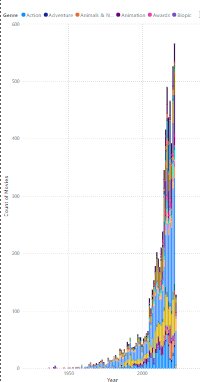 Genre Action Adventure Animals & N... Animation Awards Biopic
600
500
400
300
200
100
0
Count of Movies
1950 2000
Year